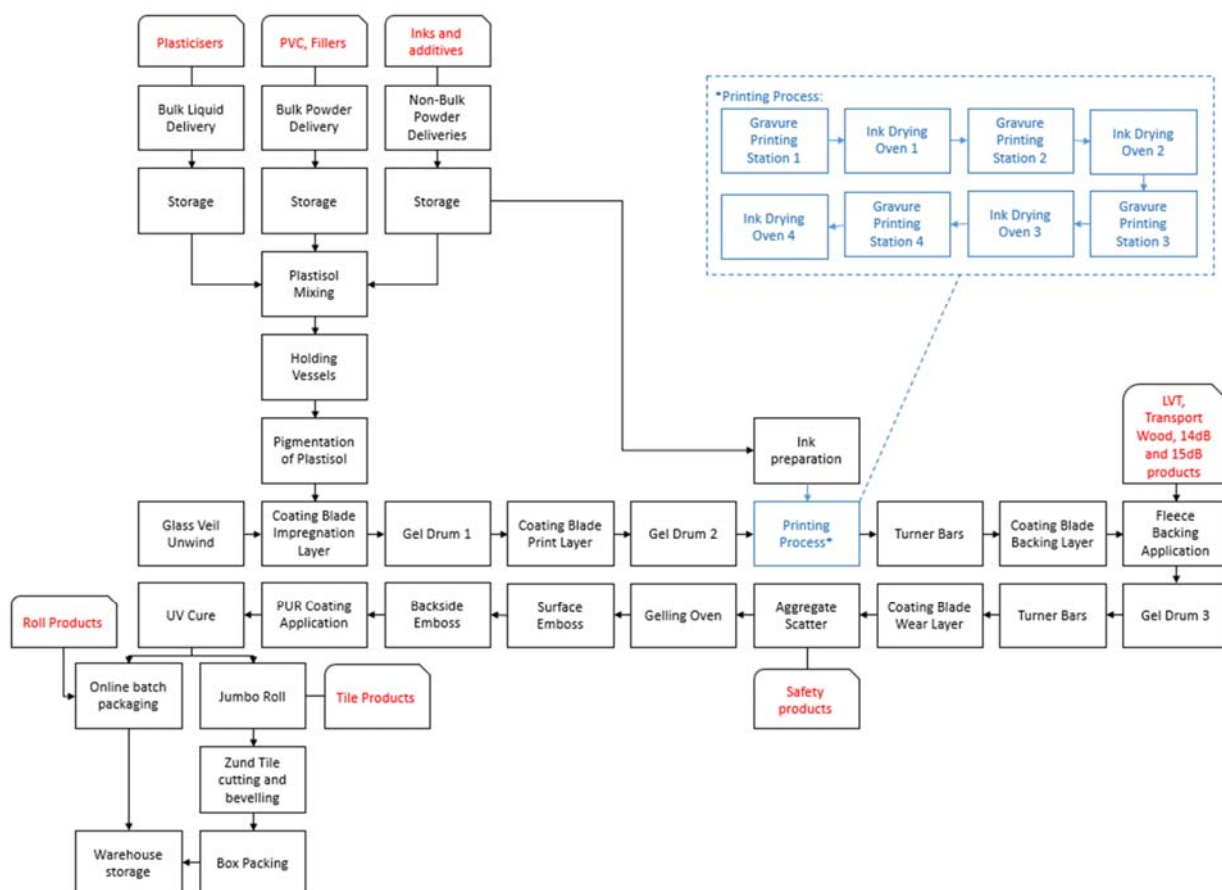 Plasticisers
PVC, Fillers
Inks and
additives
Bulk Liquid
Delivery
Bulk Powder
Delivery
Non-Bulk
Powder
Deliveries
Storage
Storage
Storage
*Printing Process:
Gravure
Printing
Station 1
Ink Drying
Oven 1
Gravure
Printing
Station 2
Ink Drying
Oven 2
Gravure
Printing
Station 3
Ink Drying
Oven 3
Gravure
Printing
Station 4
Ink Drying
Oven 4
Plastisol
Mixing
Holding
Vessels
Pigmentation
of Plastisol
Ink
preparation
LVT,
Transport
Wood, 14dB
and 15dB
products
Glass Veil
Unwind
Coating Blade
Impregnation
Layer
Gel Drum 1
Coating Blade
Print Layer
Gel Drum 2
Printing
Process*
Turner Bars
Coating Blade
Backing Layer
Fleece
Backing
Application
Gel Drum 3
Turner Bars
Coating Blade
Wear Layer
Aggregate
Scatter
Gelling Oven
Surface
Emboss
Backside
Emboss
PUR Coating
Application
UV Cure
Roll Products
Safety
products
Online batch
packaging
Jumbo Roll
Tile Products
Zund Tile
cutting and
bevelling
Warehouse
storage
Box Packing